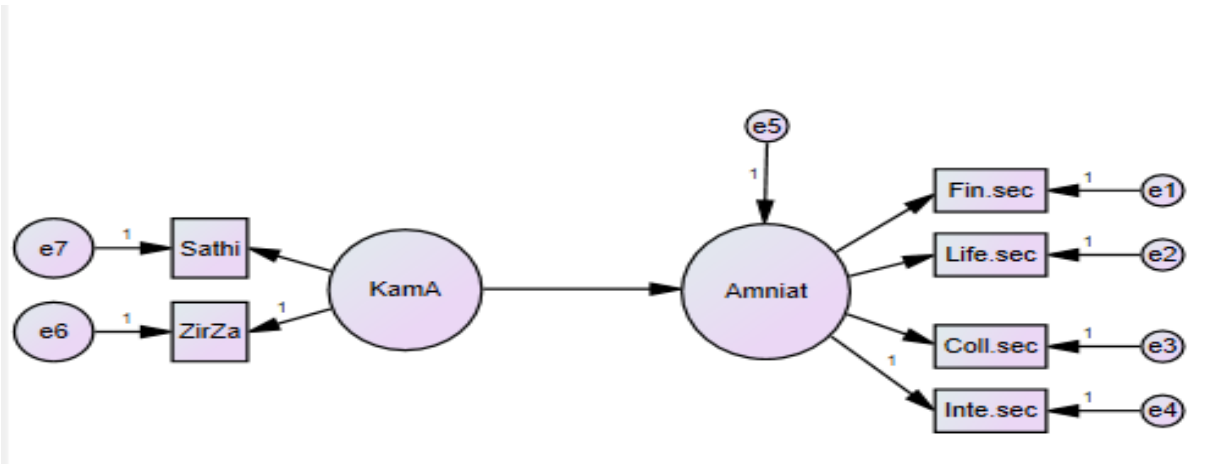 e5
1
Fin.sec
1
e1
e7
1
Sathi
Life.sec
1
e2
KamA
Amniat
e6
1
ZirZa
1
Coll.sec
1
e3
1
Inte.sec
1
e4